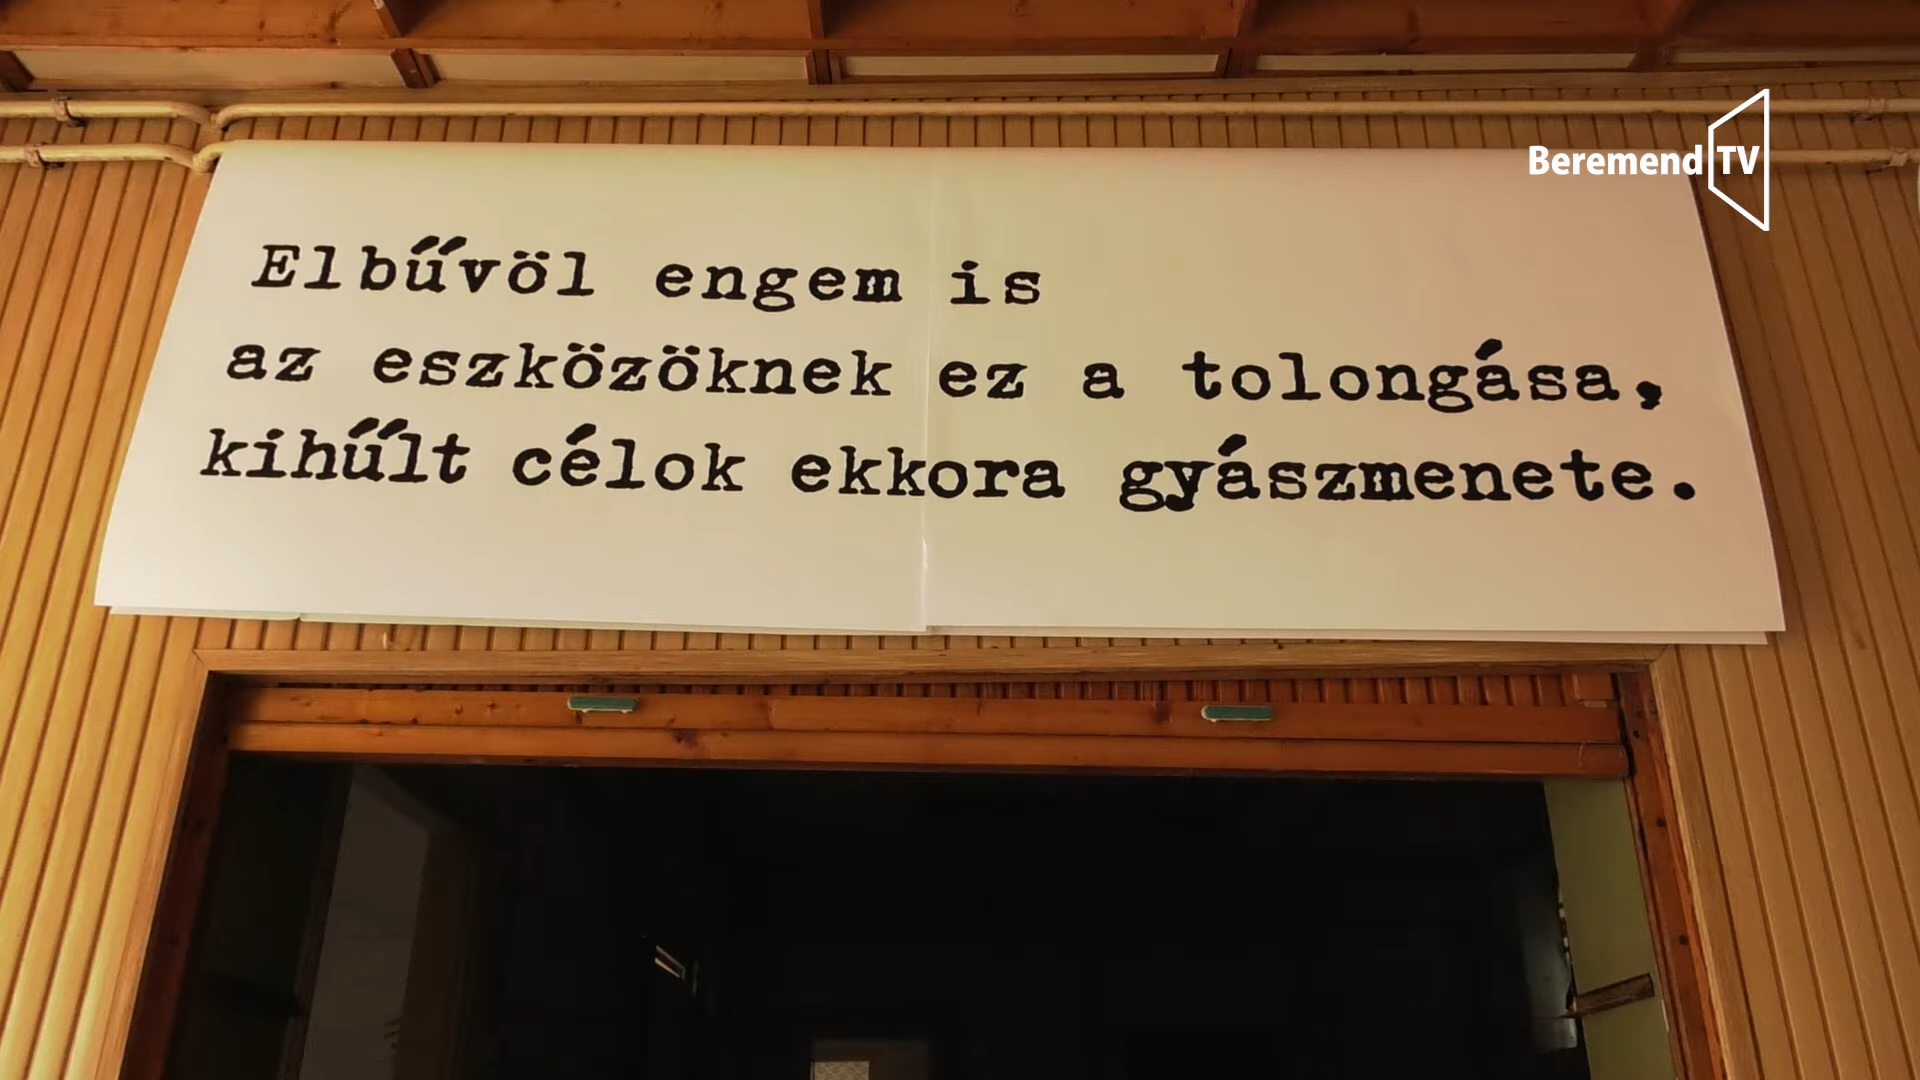 Beremend TV
Elbűvöl engem is
az eszközöknek ez a tolongása,
kihűlt célok ekkora gyászmenete.